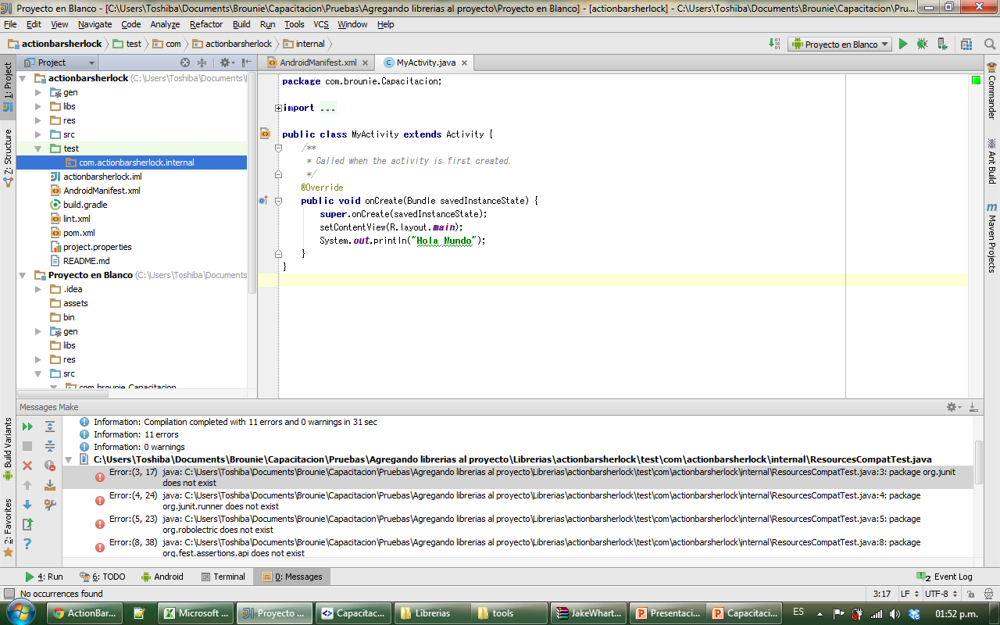 Proyecto en Blanco - [C:\Users\Toshiba\Documents\Brounie\Capacitacion\Pruebas\Agregando librerias al proyecto\Proyecto en Blanco] - [actionbarsherlock] - C:\Users\Toshiba\Documents\Brounie\Capacitacion\Pru...
File Edit View Navigate Code Analyze Refactor Build Run Tools VCS Window Help
actionbarsherlock test com actionbarsherlock internal Proyecto en Blanco
Project AndroidManifest.xml MyActivity.java
1: Project
Z: Structure
Build Variants
2: Favorites
actionbarsherlock (C:\Users\Toshiba\Documents\
gen
libs
res
src
test
com.actionbarsherlock.internal
actionbarsherlock.iml
AndroidManifest.xml
build.gradle
lint.xml
pom.xml
project.properties
README.md
Proyecto en Blanco (C:\Users\Toshiba\Documents
.idea
assets
bin
gen
libs
res
src
com.brounie.Capacitacion
package com.brounie.Capacitacion;
import ...
public class MyActivity extends Activity {
/**
* Called when the activity is first created.
*/
@Override
public void onCreate(Bundle savedInstanceState) {
super.onCreate(savedInstanceState);
setContentView(R.layout.main);
System.out.println("Hola Mundo");
}
}
Commander
Ant Build
Maven Projects
Messages Make
Information: Compilation completed with 11 errors and 0 warnings in 31 sec
Information: 11 errors
Information: 0 warnings
C:\Users\Toshiba\Documents\Brounie\Capacitacion\Pruebas\Agregando librerias al proyecto\Librerias\actionbarsherlock\test\com\actionbarsherlock\internal\ResourcesCompatTest.java
Error:(3, 17) java: C:\Users\Toshiba\Documents\Brounie\Capacitacion\Pruebas\Agregando librerias al proyecto\Librerias\actionbarsherlock\test\com\actionbarsherlock\internal\ResourcesCompatTest.java:3: package org.junit
does not exist
Error:(4, 24) java: C:\Users\Toshiba\Documents\Brounie\Capacitacion\Pruebas\Agregando librerias al proyecto\Librerias\actionbarsherlock\test\com\actionbarsherlock\internal\ResourcesCompatTest.java:4: package
org.junit.runner does not exist
Error:(5, 23) java: C:\Users\Toshiba\Documents\Brounie\Capacitacion\Pruebas\Agregando librerias al proyecto\Librerias\actionbarsherlock\test\com\actionbarsherlock\internal\ResourcesCompatTest.java:5: package
org.robolectric does not exist
Error:(8, 38) java: C:\Users\Toshiba\Documents\Brounie\Capacitacion\Pruebas\Agregando librerias al proyecto\Librerias\actionbarsherlock\test\com\actionbarsherlock\internal\ResourcesCompatTest.java:8: package
org.fest.assertions.api does not exist
4: Run 6: TODO Android Terminal 0: Messages 2 Event Log
No occurrences found 3:17 LF UTF-8
ActionBar... Microsoft ... Proyecto ... Capacitac... Librerias tools JakeWhart... Presentaci... Capacitaci... ES 01:52 p.m.